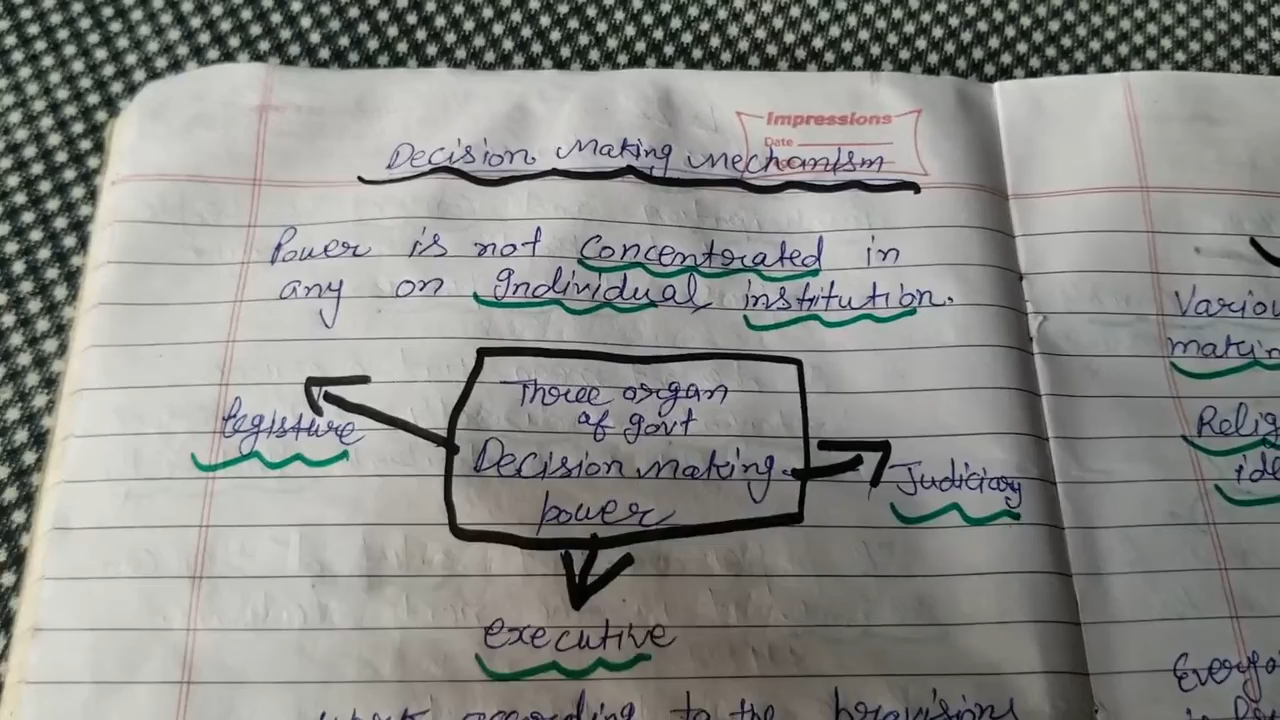 Impressions
Date
Decision Making Mechanism
Power is not Concentrated in
any on Individual institution.
Three organ
of govt
Decision making
power
legisture
Judiciary
executive
according to the provisions
Variou
makin
Relig
ide
Everyo